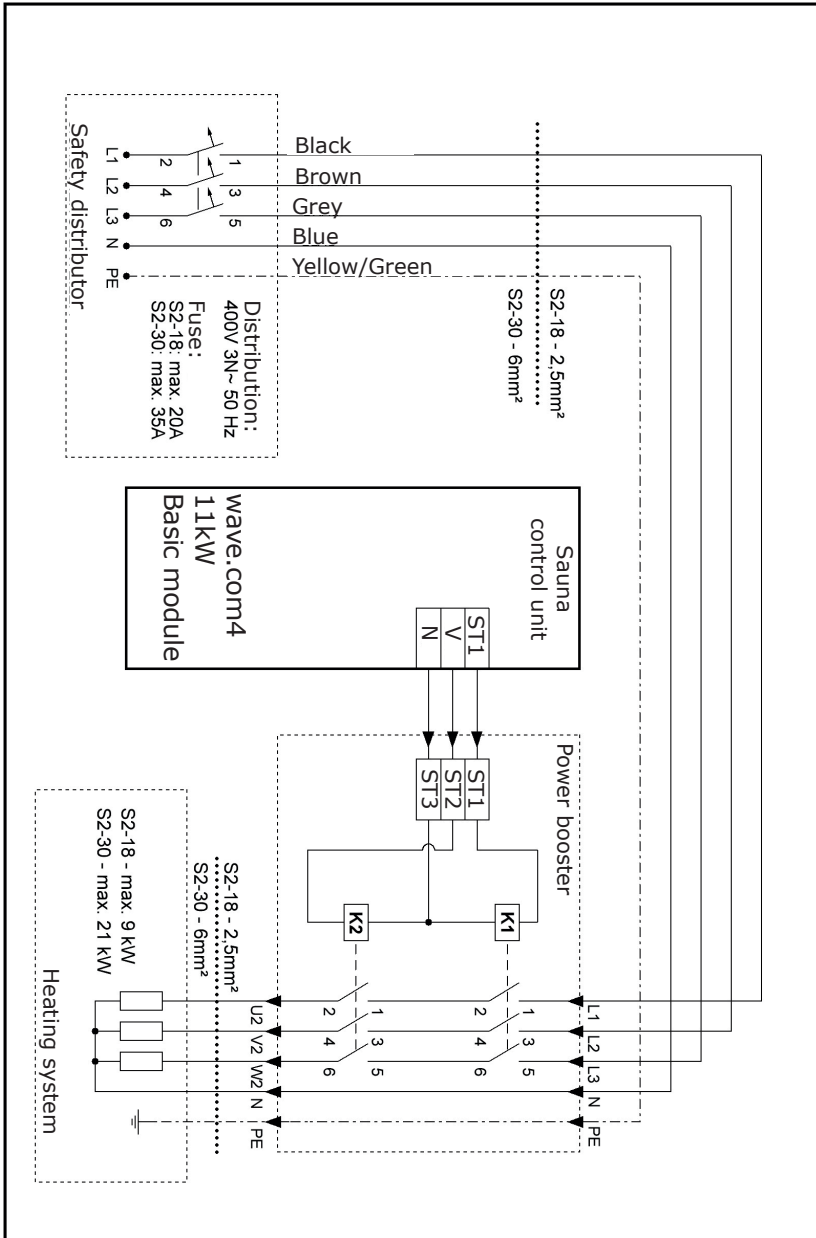 Safety distributor
L1
L2
L3
N
PE
2
4
6
1
3
5
Black
Brown
Grey
Blue
Yellow/Green
Distribution:
400V 3N~ 50 Hz
Fuse:
S2-18: max. 20A
S2-30: max. 35A
S2-18 - 2,5mm²
S2-30 - 6mm²
Sauna
control unit
wave.com4
11kW
Basic module
ST1
V
N
Power booster
ST1
ST2
ST3
K1
K2
L1
L2
L3
N
PE
1
3
5
2
4
6
1
3
5
2
4
6
U2
V2
W2
N
PE
S2-18 - 2,5mm²
S2-30 - 6mm²
S2-18 - max. 9 kW
S2-30 - max. 21 kW
Heating system